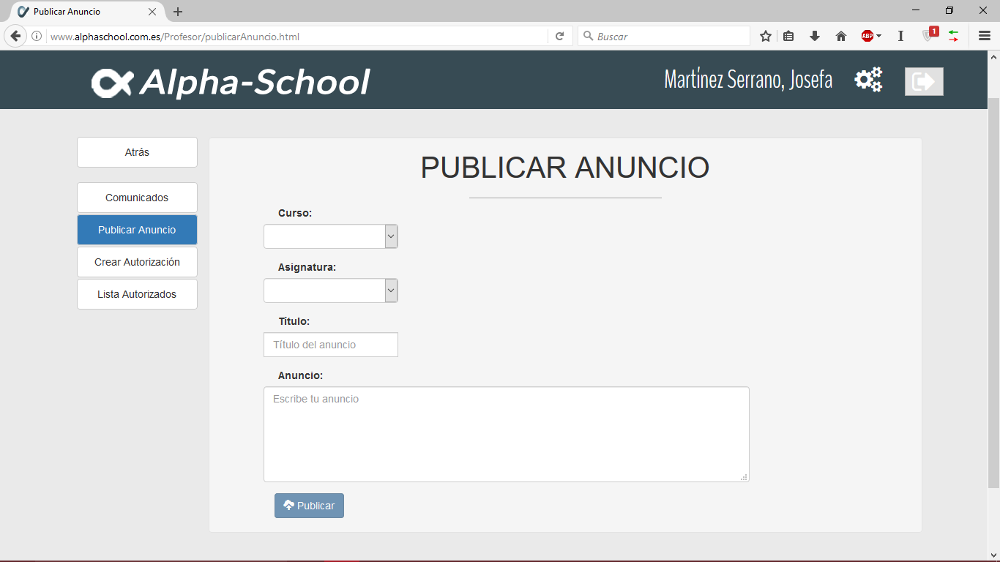 Publicar Anuncio
www.alphaschool.com.es/Profesor/publicarAnuncio.html
Buscar
ABP
1
Alpha-School
Martínez Serrano, Josefa
Atrás
Comunicados
Publicar Anuncio
Crear Autorización
Lista Autorizados
PUBLICAR ANUNCIO
Curso:
Asignatura:
Título:
Título del anuncio
Anuncio:
Escribe tu anuncio
Publicar